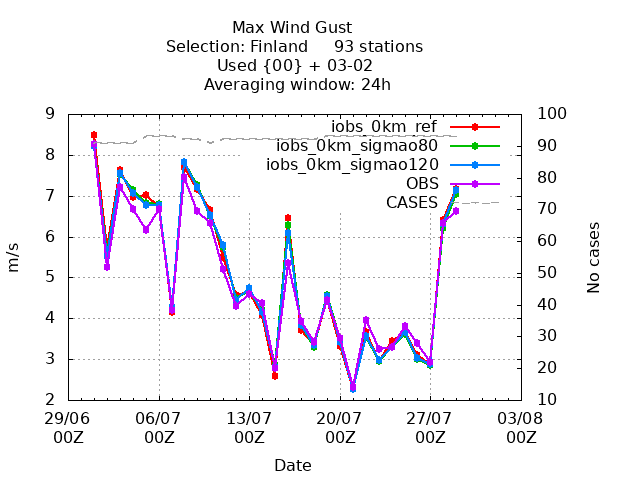 Max Wind Gust
Selection: Finland 93 stations
Used {00} + 03-02
Averaging window: 24h
iobs_0km_ref
iobs_0km_sigmao80
iobs_0km_sigmao120
OBS
CASES
9
8
7
6
5
4
3
2
m/s
100
90
80
70
60
50
40
30
20
10
No cases
29/06 06/07 13/07 20/07 27/07 03/08
00Z 00Z 00Z 00Z 00Z 00Z
Date